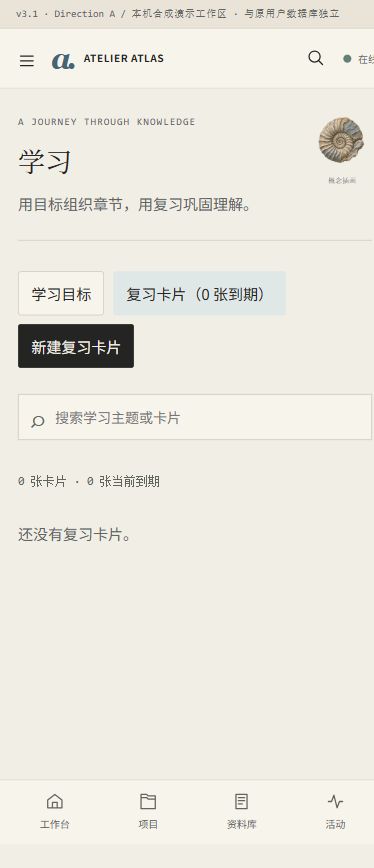 v3.1 · Direction A / 本机合成演示工作区 · 与原用户数据库独立
a. ATELIER ATLAS
在线
A JOURNEY THROUGH KNOWLEDGE
学习
概念插画
用目标组织章节，用复习巩固理解。
学习目标
复习卡片（0 张到期）
新建复习卡片
搜索学习主题或卡片
0 张卡片 · 0 张当前到期
还没有复习卡片。
工作台
项目
资料库
活动